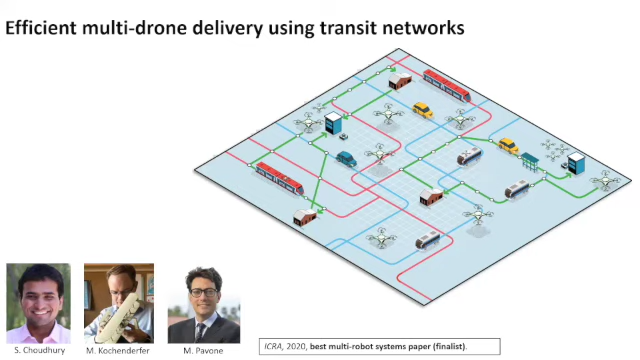 Efficient multi-drone delivery using transit networks
S. Choudhury
M. Kochenderfer
M. Pavone
ICRA, 2020, best multi-robot systems paper (finalist).